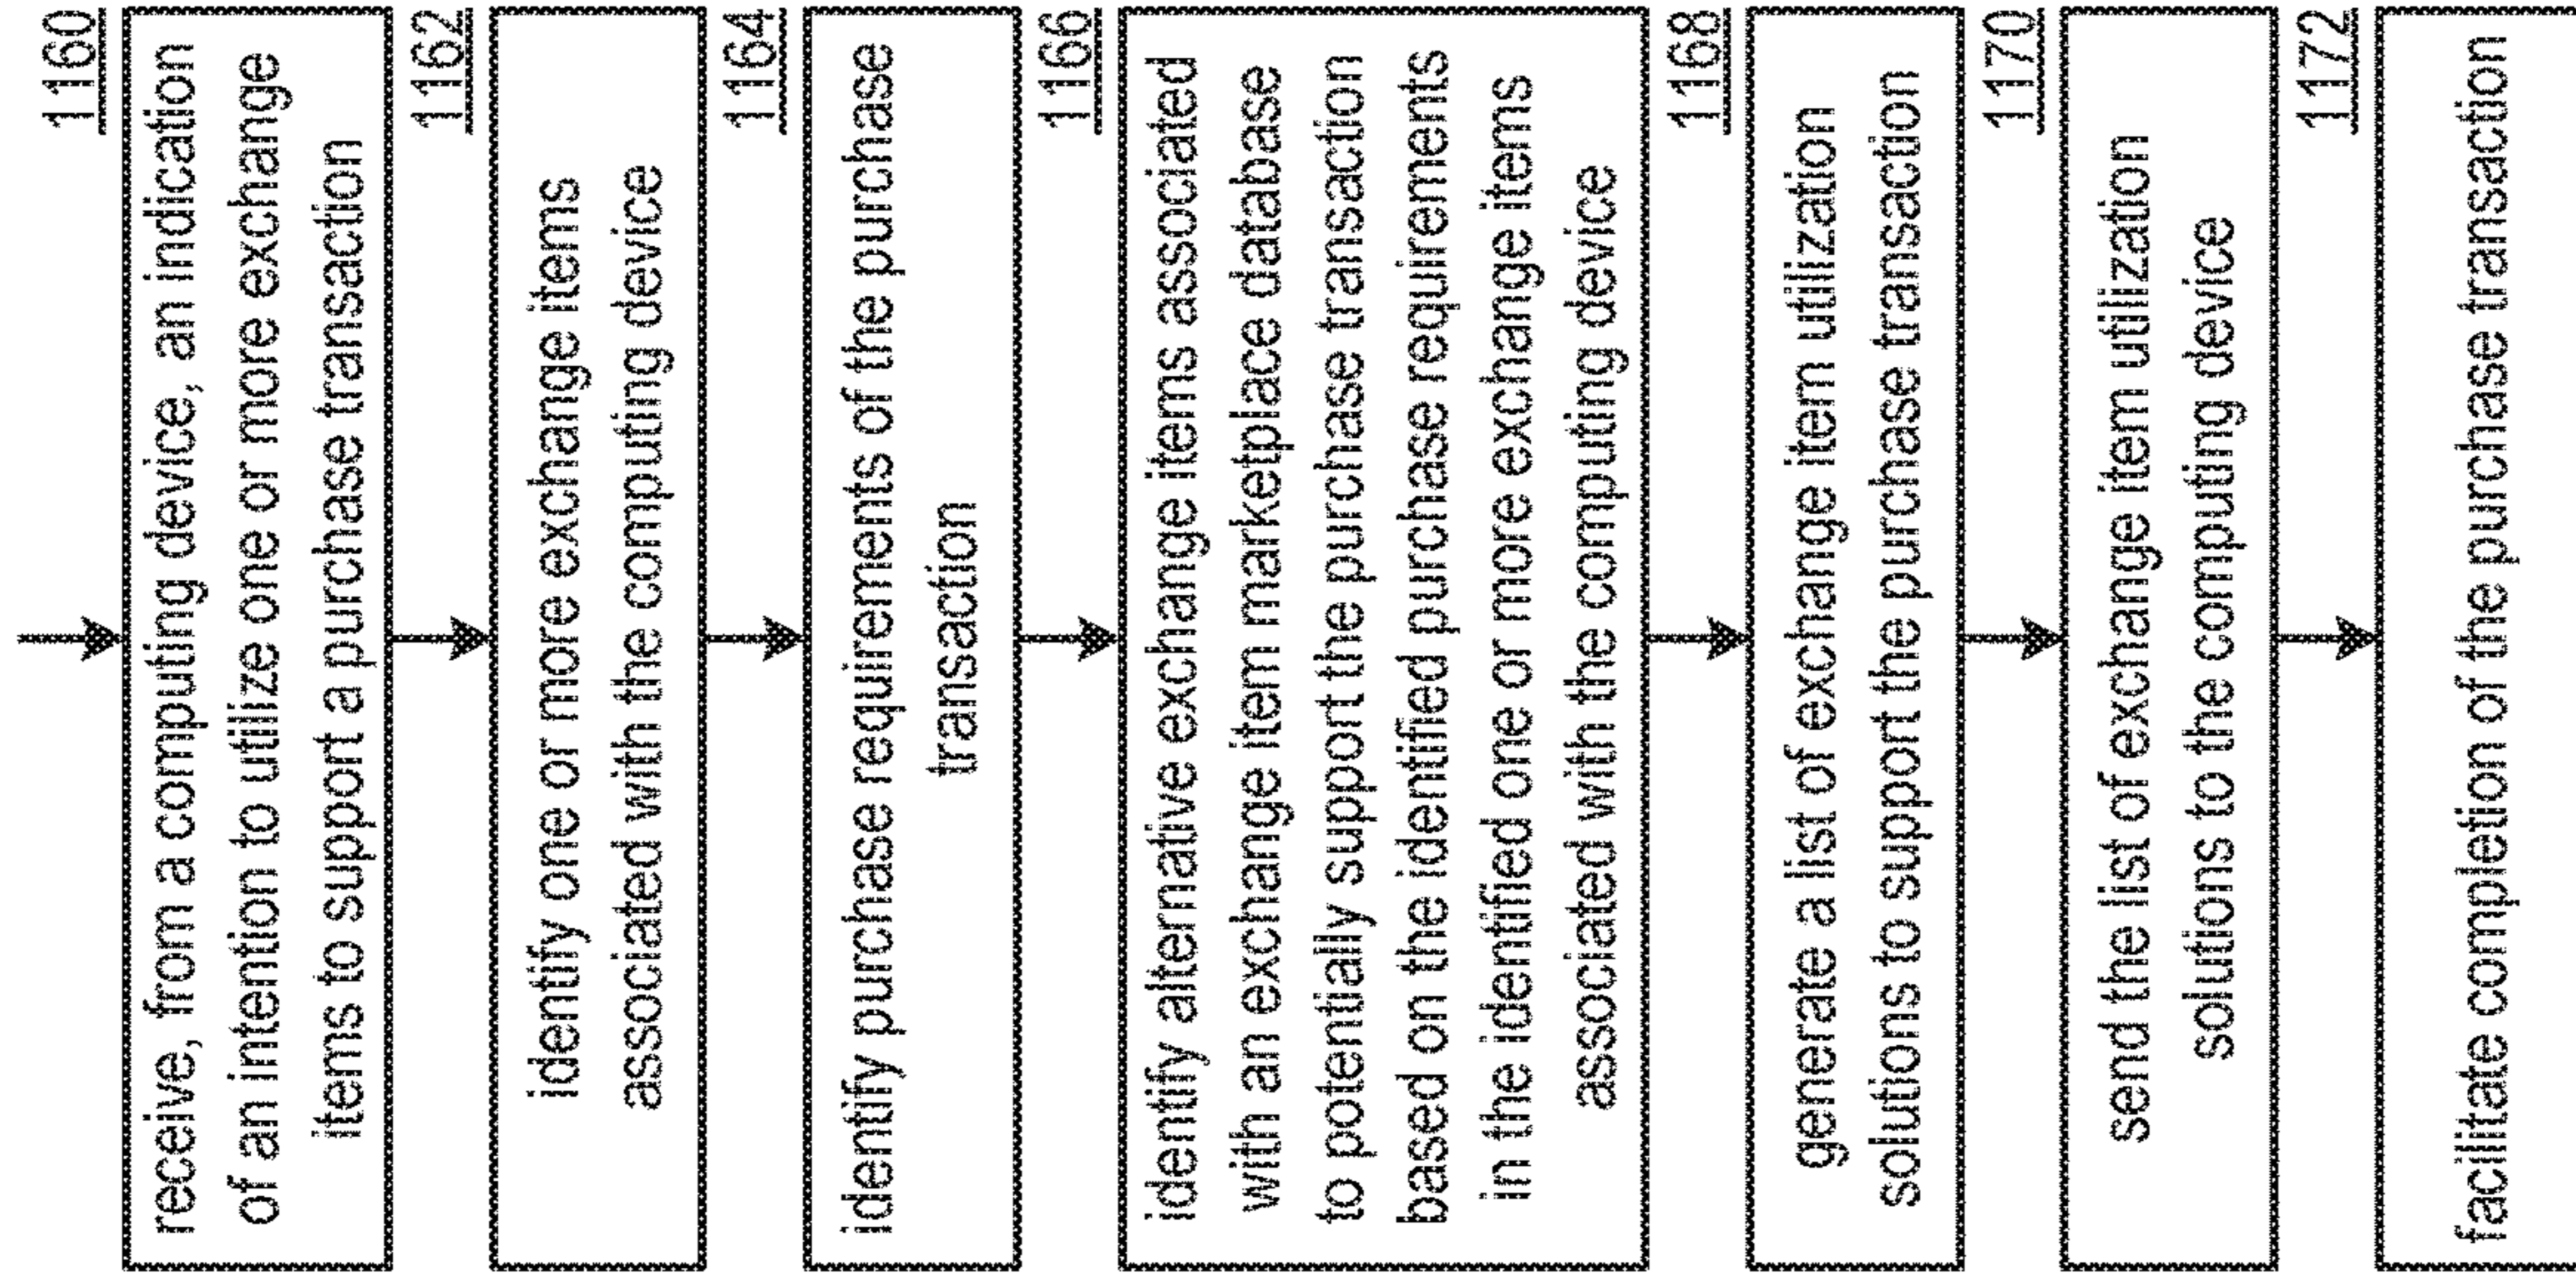 1160
receive, from a computing device, an indication
of an intention to utilize one or more exchange
items to support a purchase transaction
1162
identify one or more exchange items
associated with the computing device
1164
identify purchase requirements of the purchase
transaction
1166
identify alternative exchange items associated
with an exchange item marketplace database
to potentially support the purchase transaction
based on the identified purchase requirements
in the identified one or more exchange items
associated with the computing device
1168
generate a list of exchange item utilization
solutions to support the purchase transaction
1170
send the list of exchange item utilization
solutions to the computing device
1172
facilitate completion of the purchase transaction